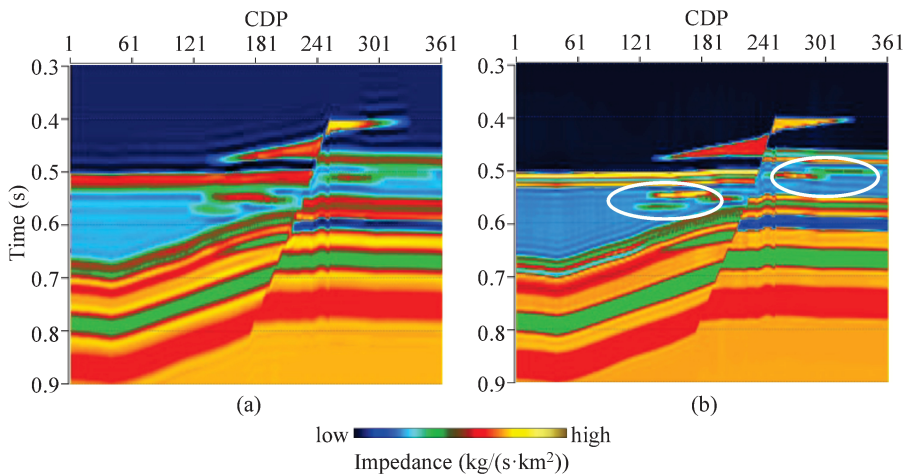 CDP
1 61 121 181 241 301 361
0.3
0.4
0.5
0.6
0.7
0.8
0.9
Time (s)
(a)
CDP
1 61 121 181 241 301 361
0.3
0.4
0.5
0.6
0.7
0.8
0.9
Time (s)
(b)
low high
Impedance (kg/(s·km²))